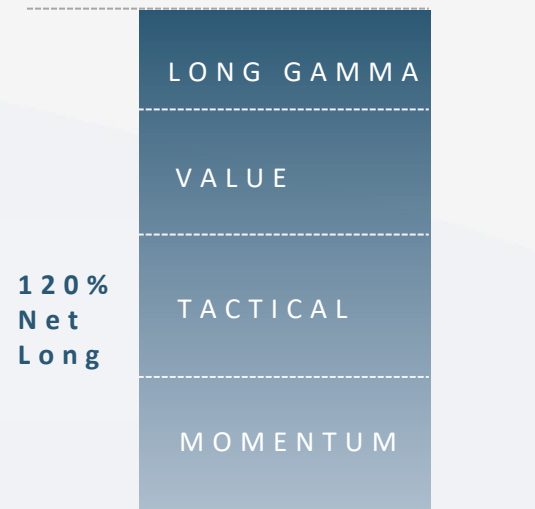 LONG GAMMA
VALUE
120%
Net
Long
TACTICAL
MOMENTUM